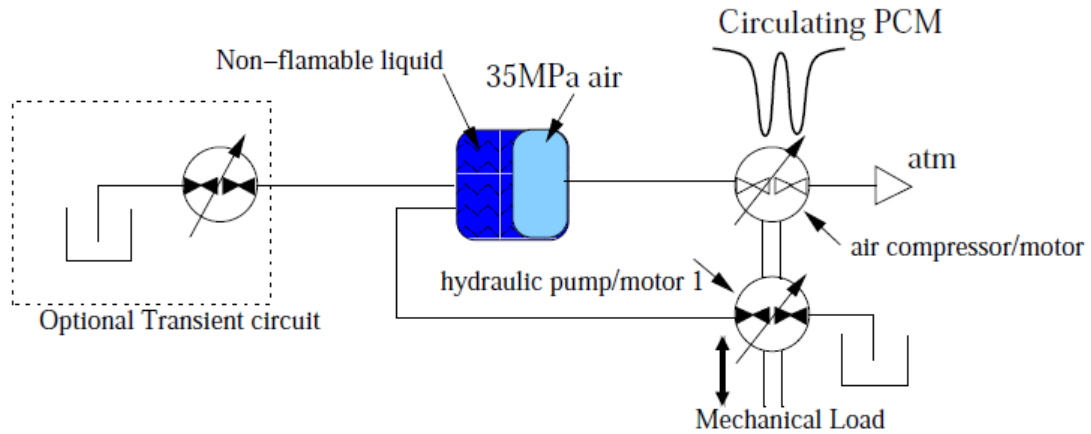 Circulating PCM
Non-flamable liquid
35MPa air
atm
air compressor/motor
hydraulic pump/motor 1
Optional Transient circuit
Mechanical Load